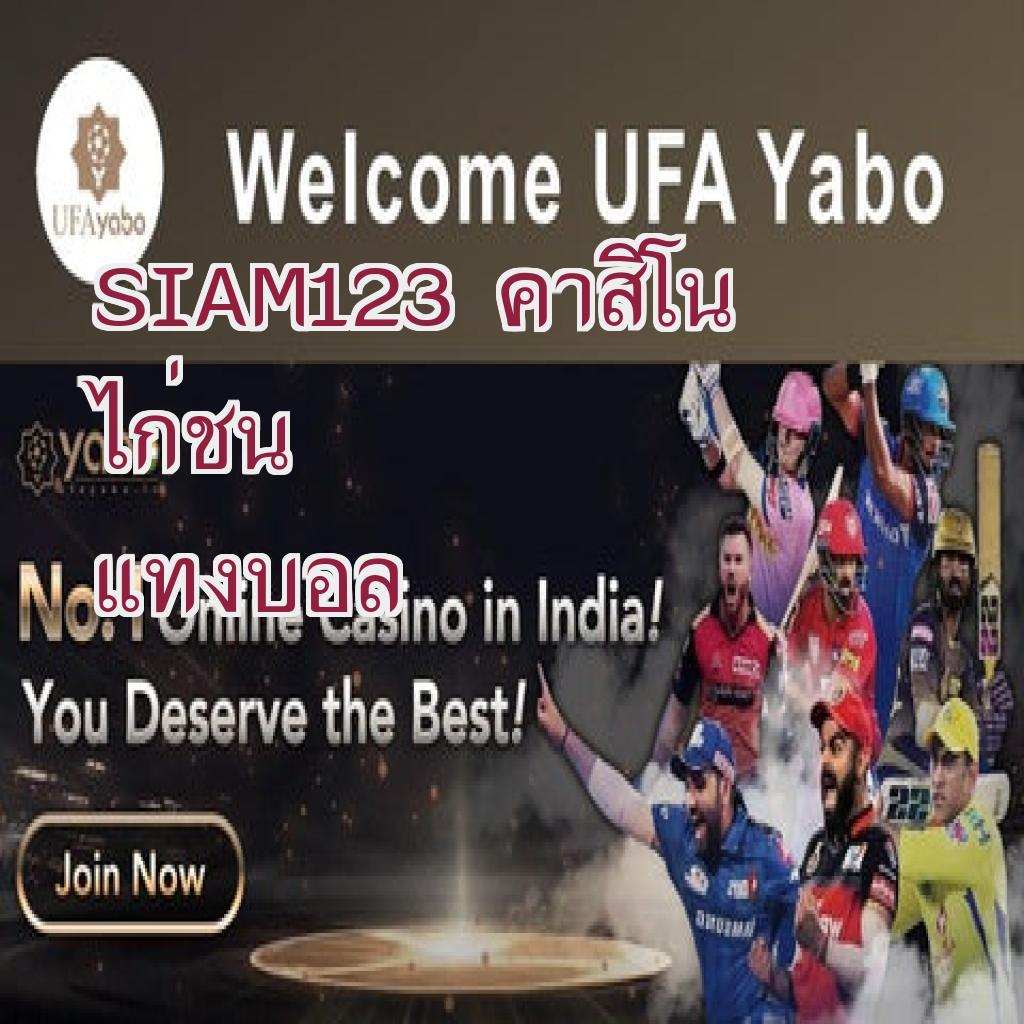 UFAyabo
Welcome UFA Yabo
SIAM123 คาสิโน
ไก่ชน
แทงบอล
No.1 Online Casino in India!
You Deserve the Best!
Join Now
22